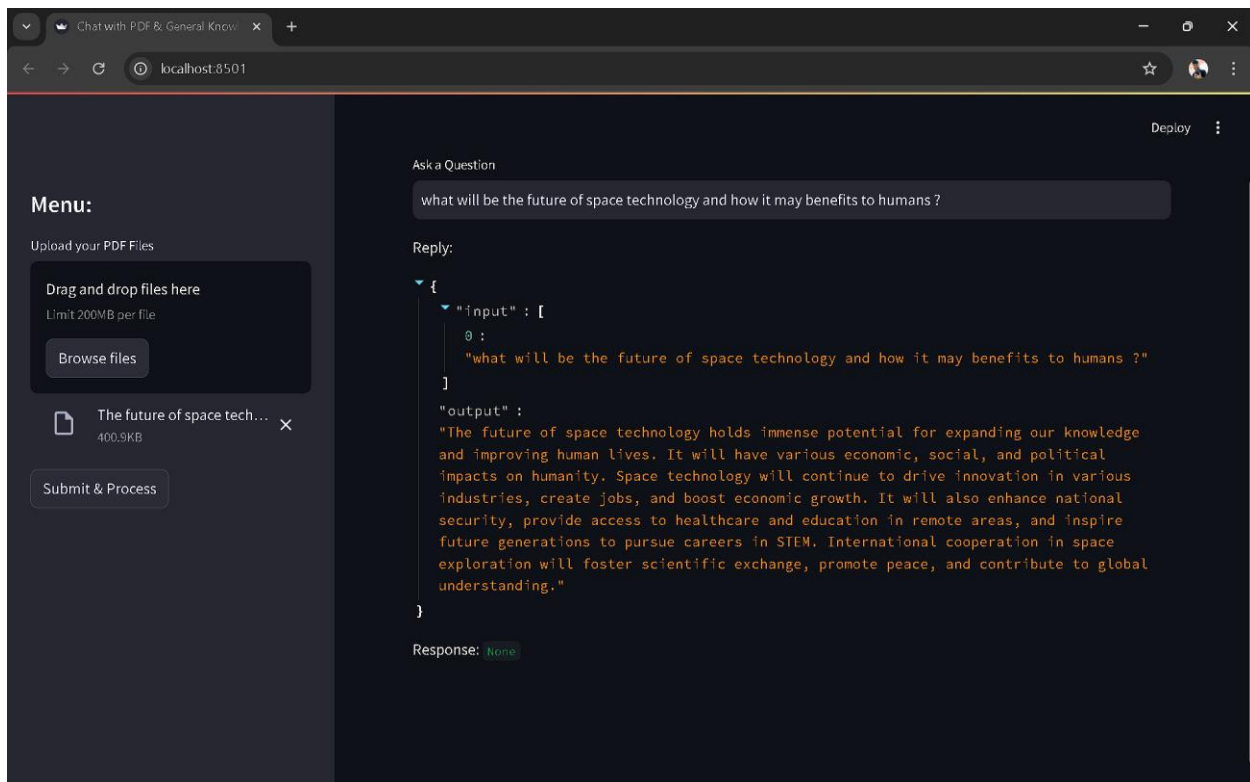 Chat with PDF & General Knowl
localhost:8501
Deploy
Menu:
Upload your PDF Files
Drag and drop files here
Limit 200MB per file
Browse files
The future of space tech...
400.9KB
Submit & Process
Ask a Question
what will be the future of space technology and how it may benefits to humans ?
Reply:
{
"input" : [
0 :
"what will be the future of space technology and how it may benefits to humans ?"
]
"output" :
"The future of space technology holds immense potential for expanding our knowledge
and improving human lives. It will have various economic, social, and political
impacts on humanity. Space technology will continue to drive innovation in various
industries, create jobs, and boost economic growth. It will also enhance national
security, provide access to healthcare and education in remote areas, and inspire
future generations to pursue careers in STEM. International cooperation in space
exploration will foster scientific exchange, promote peace, and contribute to global
understanding."
}
Response: None